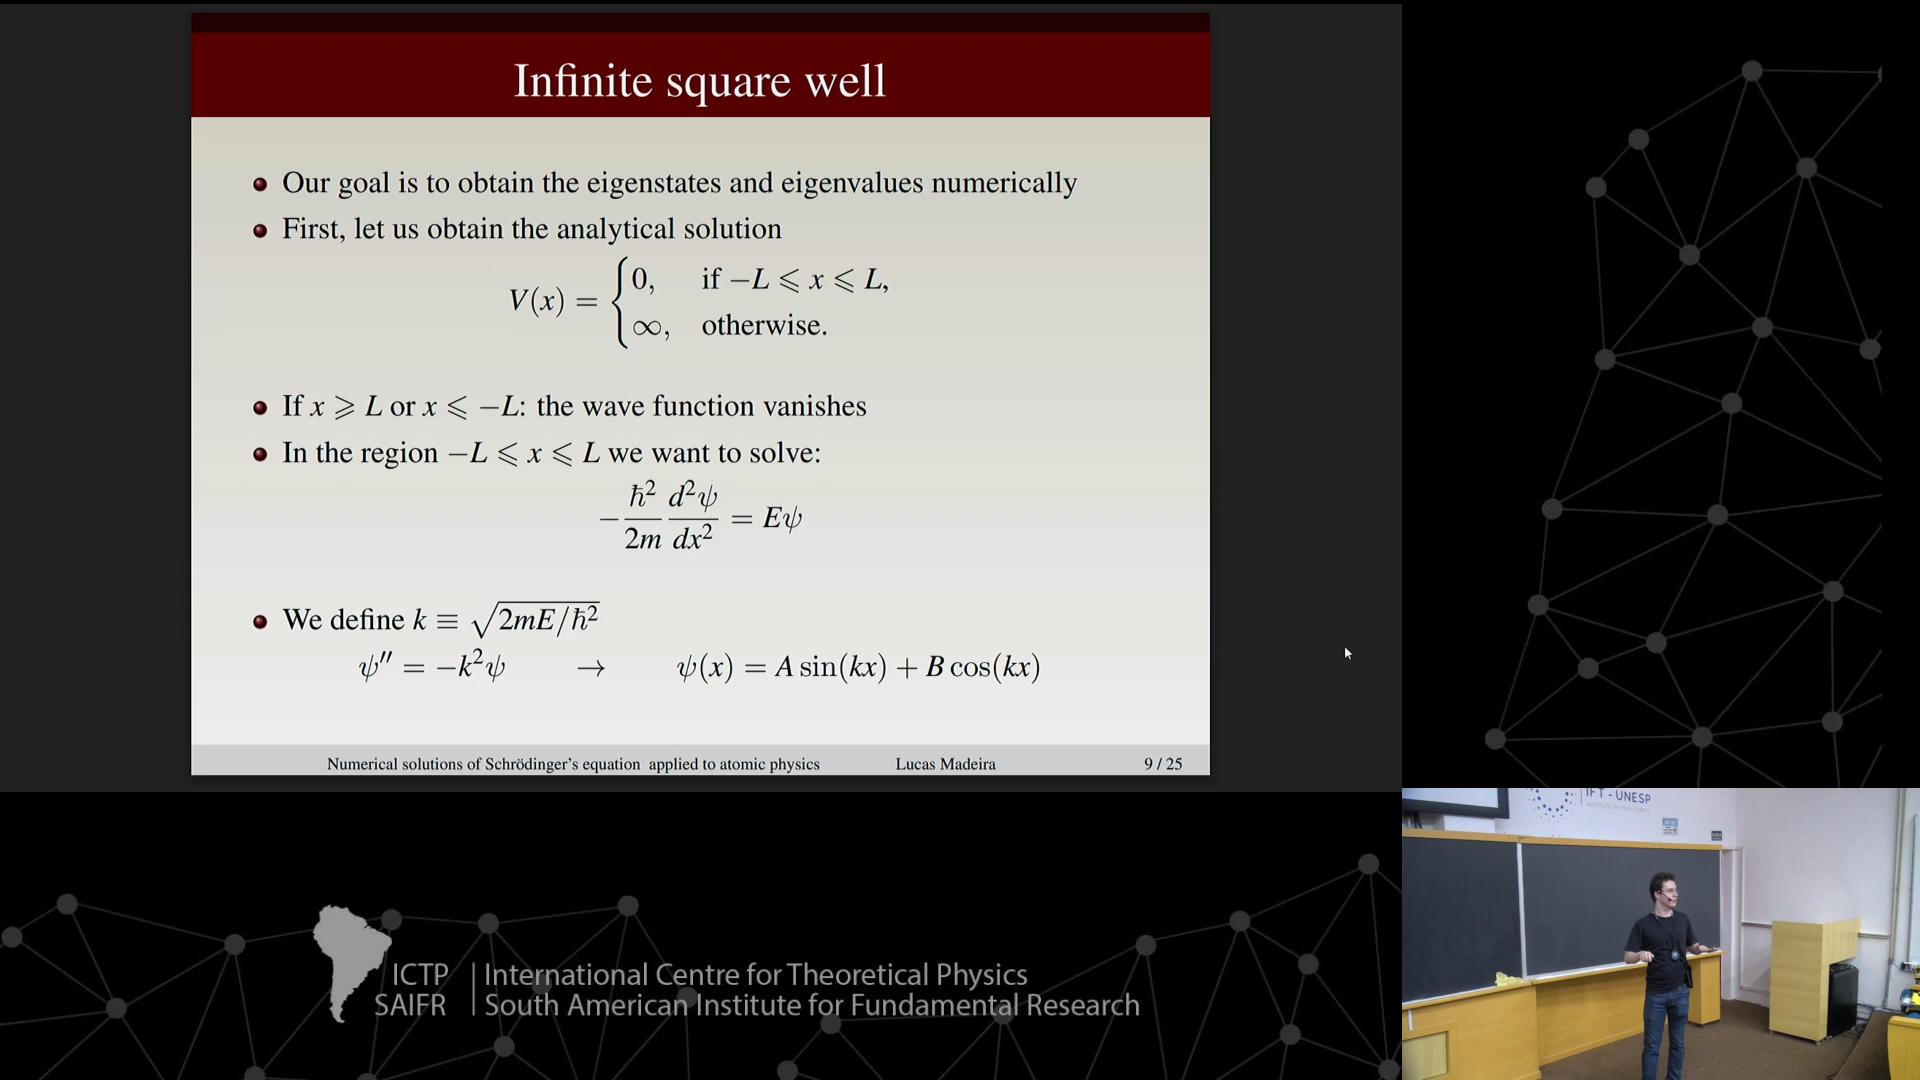 Infinite square well
Our goal is to obtain the eigenstates and eigenvalues numerically
First, let us obtain the analytical solution
V(x) = { 0, if −L ⩽ x ⩽ L,
∞, otherwise.
If x ⩾ L or x ⩽ −L: the wave function vanishes
In the region −L ⩽ x ⩽ L we want to solve:
−ħ²/2m d²ψ/dx² = Eψ
We define k ≡ √2mE/ħ²
ψ″ = −k²ψ → ψ(x) = A sin(kx) + B cos(kx)
Numerical solutions of Schrödinger's equation applied to atomic physics Lucas Madeira 9 / 25
IFT - UNESP
ICTP | International Centre for Theoretical Physics
SAIFR | South American Institute for Fundamental Research